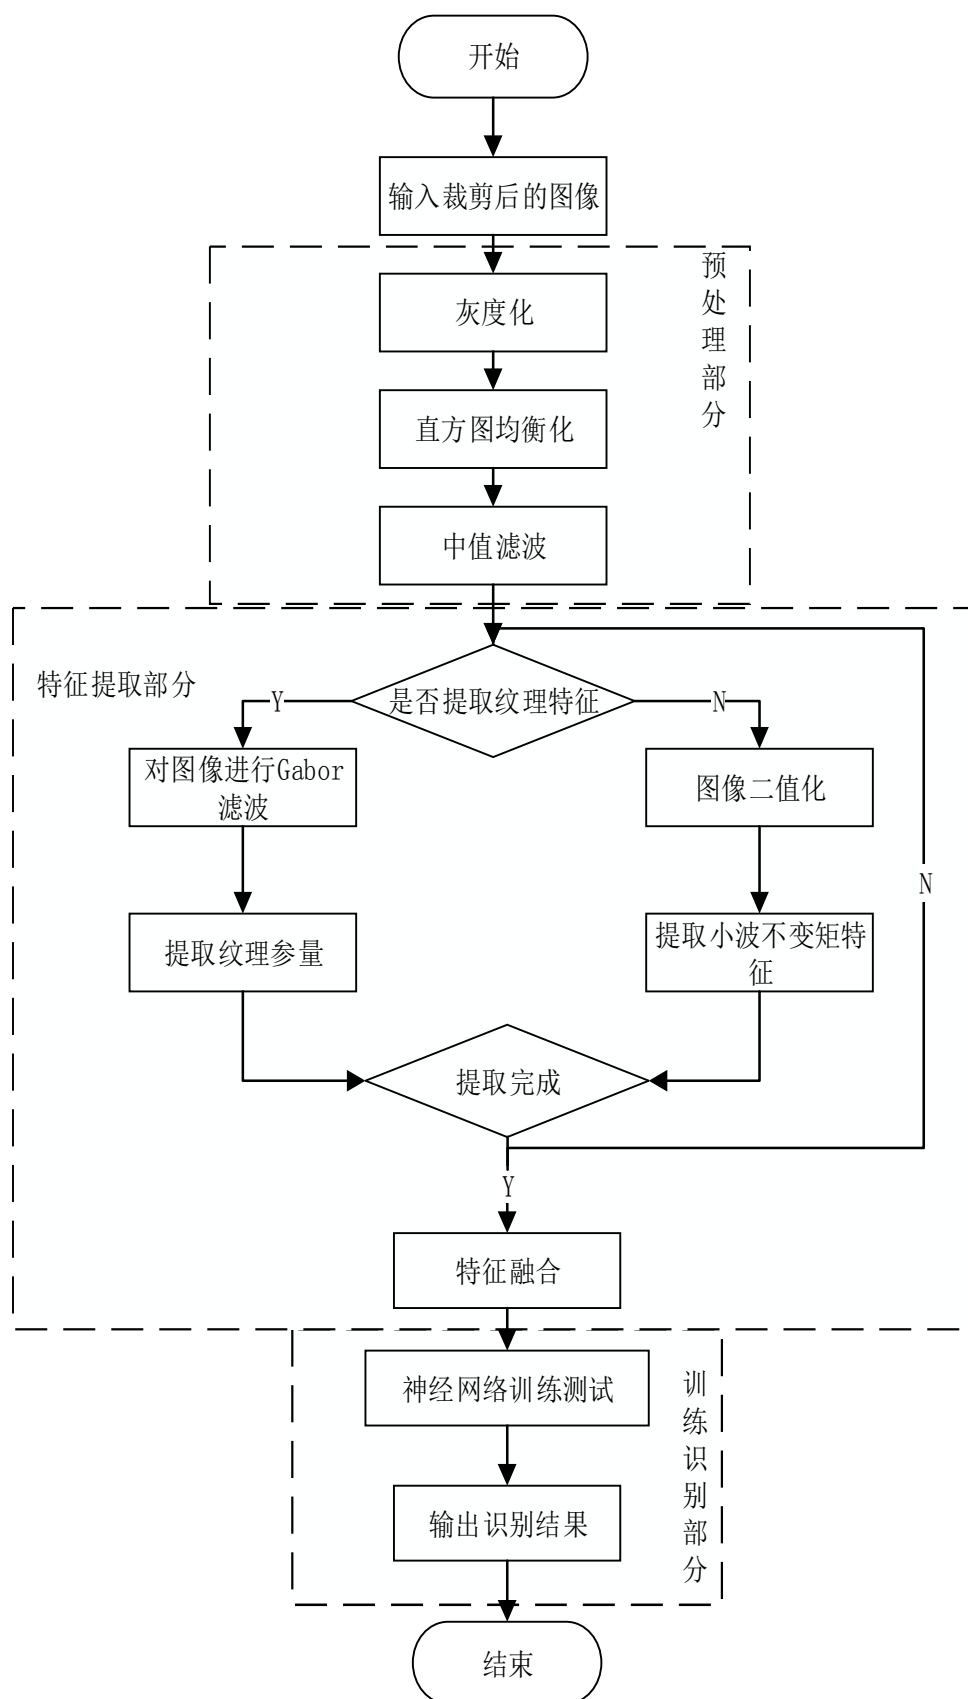 开始
输入裁剪后的图像
预处理部分
灰度化
直方图均衡化
中值滤波
特征提取部分
是否提取纹理特征
Y
N
对图像进行Gabor
滤波
图像二值化
N
提取纹理参量
提取小波不变矩特
征
提取完成
Y
特征融合
神经网络训练测试
训练识别部分
输出识别结果
结束